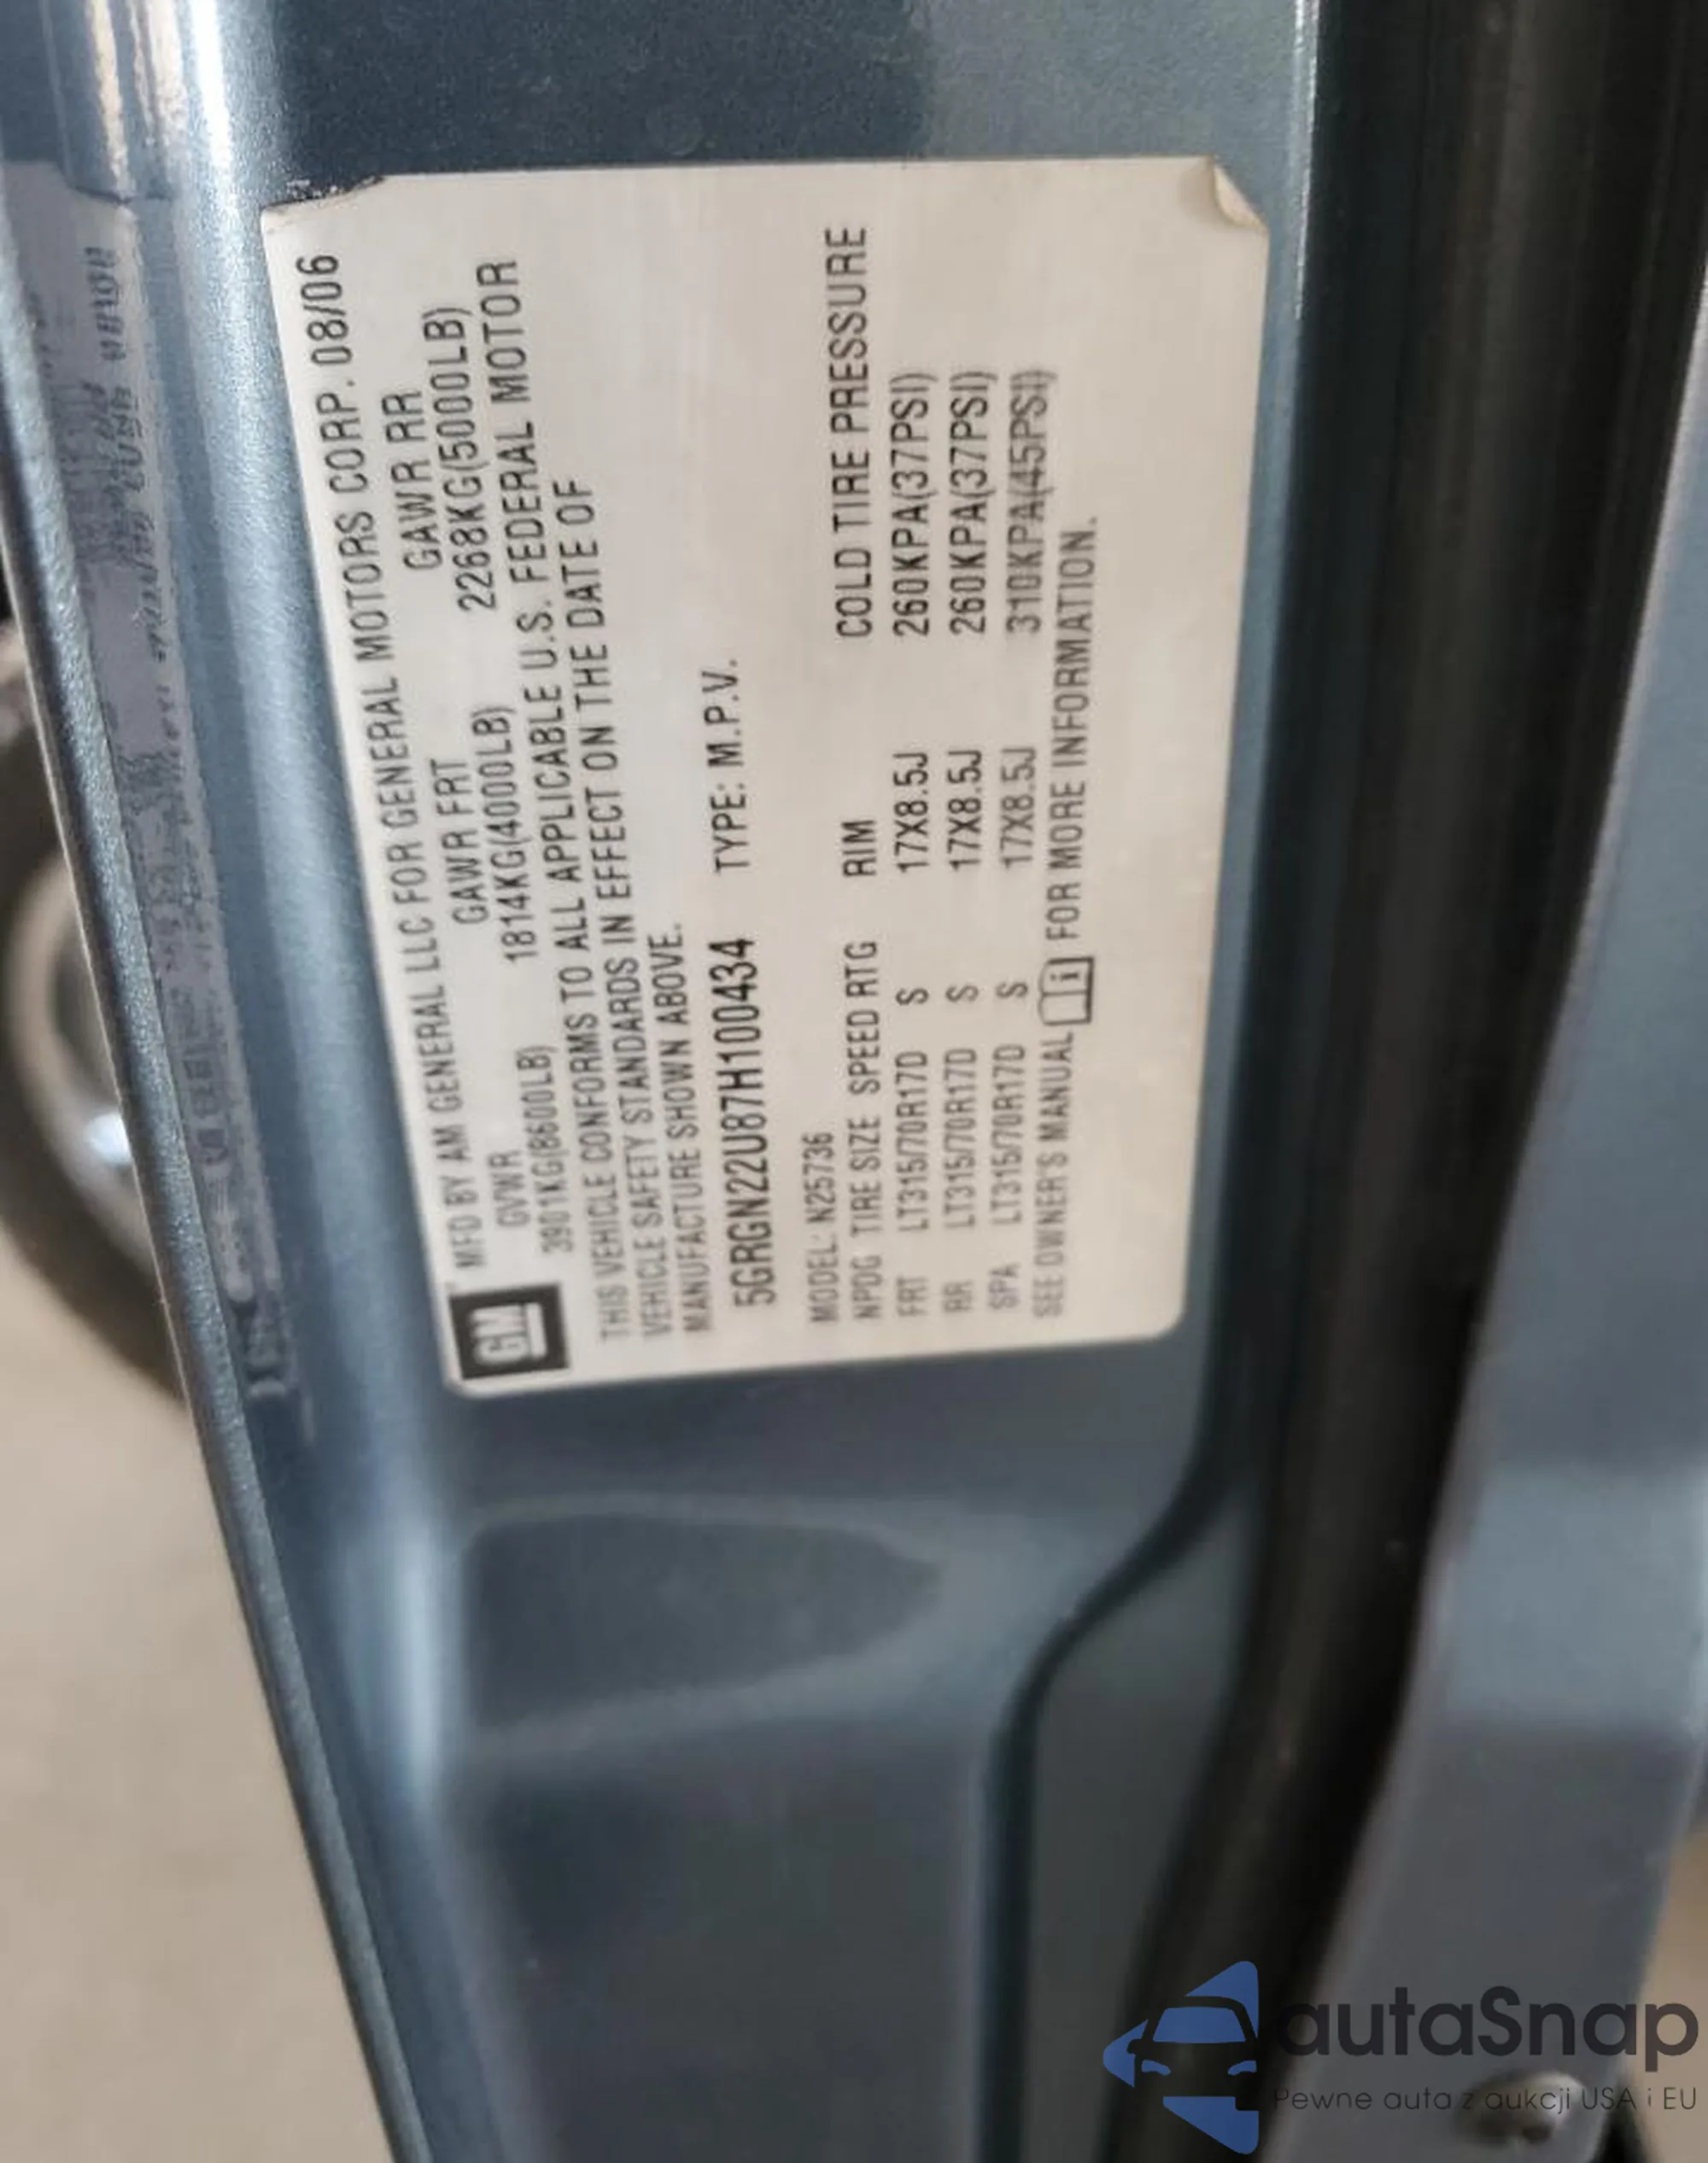 GM
MFD BY AM GENERAL LLC FOR GENERAL MOTORS CORP. 08/06
GVWR GAWR FRT GAWR RR
3901KG(8600LB) 1814KG(4000LB) 2268KG(5000LB)
THIS VEHICLE CONFORMS TO ALL APPLICABLE U.S. FEDERAL MOTOR
VEHICLE SAFETY STANDARDS IN EFFECT ON THE DATE OF
MANUFACTURE SHOWN ABOVE.
5GRGN22U87H100434 TYPE: M.P.V.
MODEL: N25736
NPDG TIRE SIZE SPEED RTG RIM COLD TIRE PRESSURE
FRT LT315/70R17D S 17X8.5J 260KPA(37PSI)
RR LT315/70R17D S 17X8.5J 260KPA(37PSI)
SPA LT315/70R17D S 17X8.5J 310KPA(45PSI)
SEE OWNER'S MANUAL i FOR MORE INFORMATION.
autaSnap
Pewne auta z aukcji USA i EU